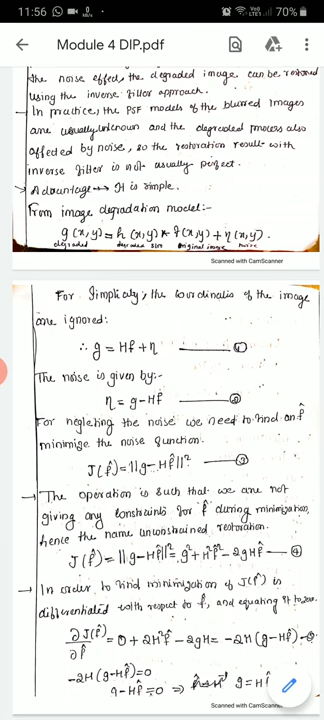 11:56
0
KB/s
Vo)
LTE1
70%
Module 4 DIP.pdf
the noise effect, the degraded image can be restored
using the inverse filter approach.
→ In practice, the PSF models of the blurred images
are usually unknown and the degraded process also
affected by noise, so the restoration result with
inverse filter is not usually perfect.
→ Advantage → It is simple.
From image degradation model:-
g(x,y) = h(x,y) * f(x,y) + η(x,y).
degraded original image noise
Scanned with CamScanner
For Simplicity, the coordinates of the image
are ignored:
∴ g = Hf + η
The noise is given by:-
η = g - Hf
For neglecting the noise we need to find an f̂
minimize the noise function.
J(f̂) = ||g - Hf̂||²
→ The operation is such that we are not
giving any constraints for f̂ during minimization,
hence the name unconstrained restoration.
J(f̂) = ||g - Hf̂||² = g² + H²f̂² - 2gHf̂
→ In order to find minimization of J(f̂) is
differentiated with respect to f̂, and equating it to zero.
∂J(f̂)/∂f̂ = 0 + 2H²f̂ - 2gH = -2H(g - Hf̂)
-2H(g - Hf̂) = 0
g - Hf̂ = 0 ⇒ g = Hf̂
Scanned with CamScanner